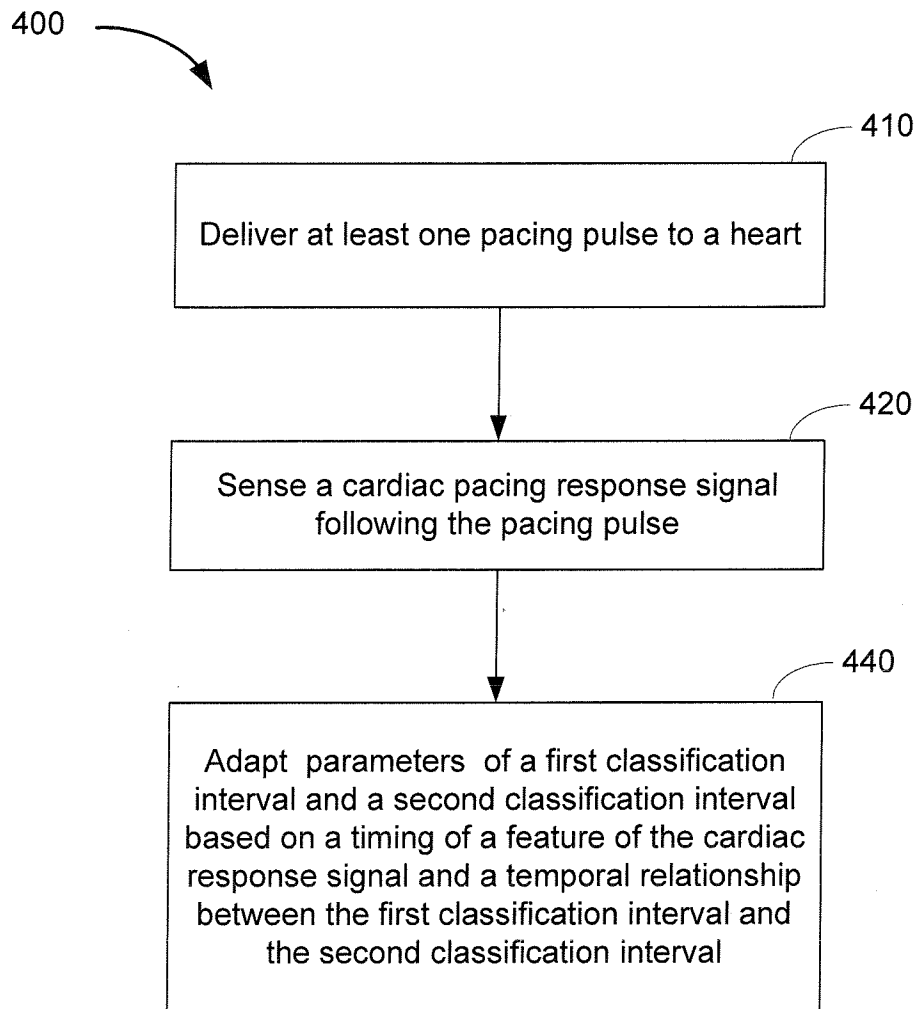 400
410
Deliver at least one pacing pulse to a heart
420
Sense a cardiac pacing response signal
following the pacing pulse
440
Adapt parameters of a first classification
interval and a second classification interval
based on a timing of a feature of the cardiac
response signal and a temporal relationship
between the first classification interval and
the second classification interval